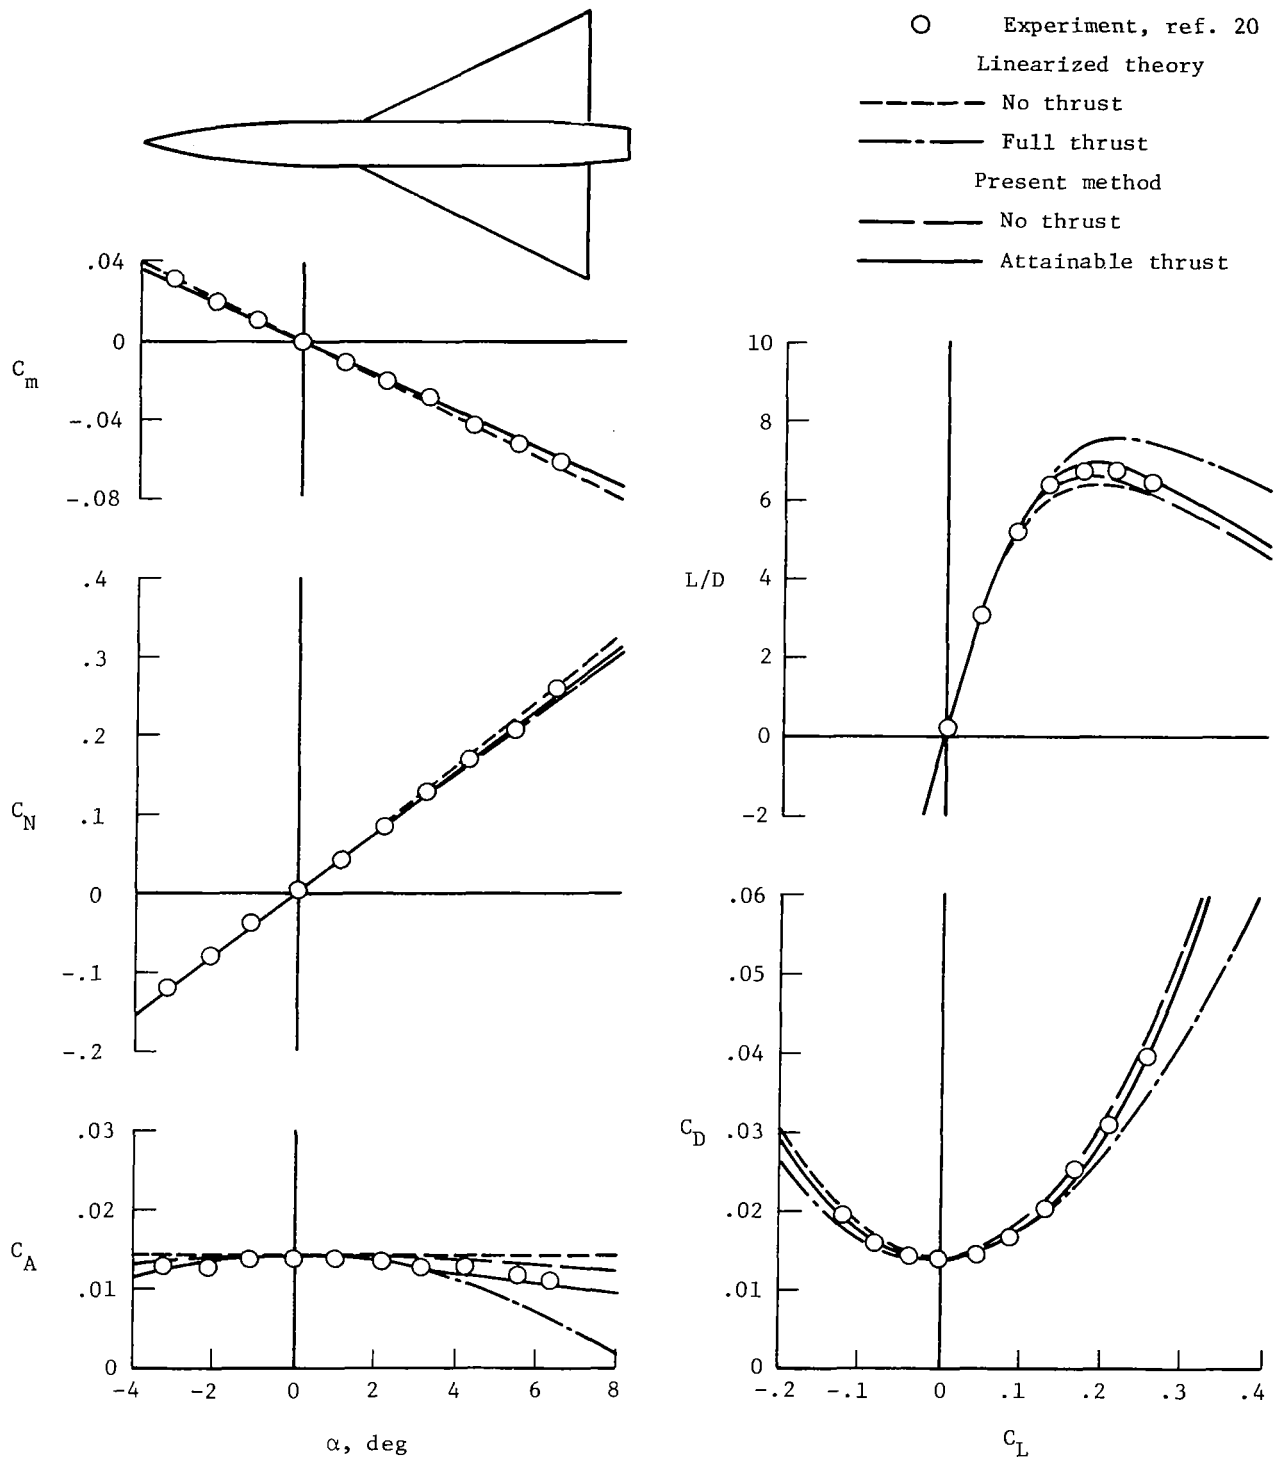 Experiment, ref. 20
Linearized theory
No thrust
Full thrust
Present method
No thrust
Attainable thrust
.04
0
-.04
-.08
C_m
.4
.3
.2
.1
0
-.1
-.2
C_N
.03
.02
.01
0
C_A
-4 -2 0 2 4 6 8
α, deg
10
8
6
4
2
0
-2
L/D
.06
.05
.04
.03
.02
.01
0
C_D
-.2 -.1 0 .1 .2 .3 .4
C_L